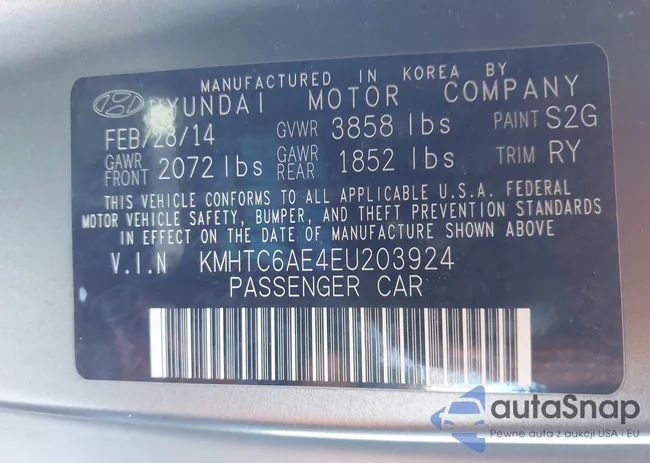 MANUFACTURED IN KOREA BY
HYUNDAI MOTOR COMPANY
FEB/28/14 GVWR 3858 lbs PAINT S2G
GAWR FRONT 2072 lbs GAWR REAR 1852 lbs TRIM RY
THIS VEHICLE CONFORMS TO ALL APPLICABLE U.S.A. FEDERAL
MOTOR VEHICLE SAFETY, BUMPER, AND THEFT PREVENTION STANDARDS
IN EFFECT ON THE DATE OF MANUFACTURE SHOWN ABOVE
V.I.N KMHTC6AE4EU203924
PASSENGER CAR
autaSnap
Pewne auta z aukcji USA i EU